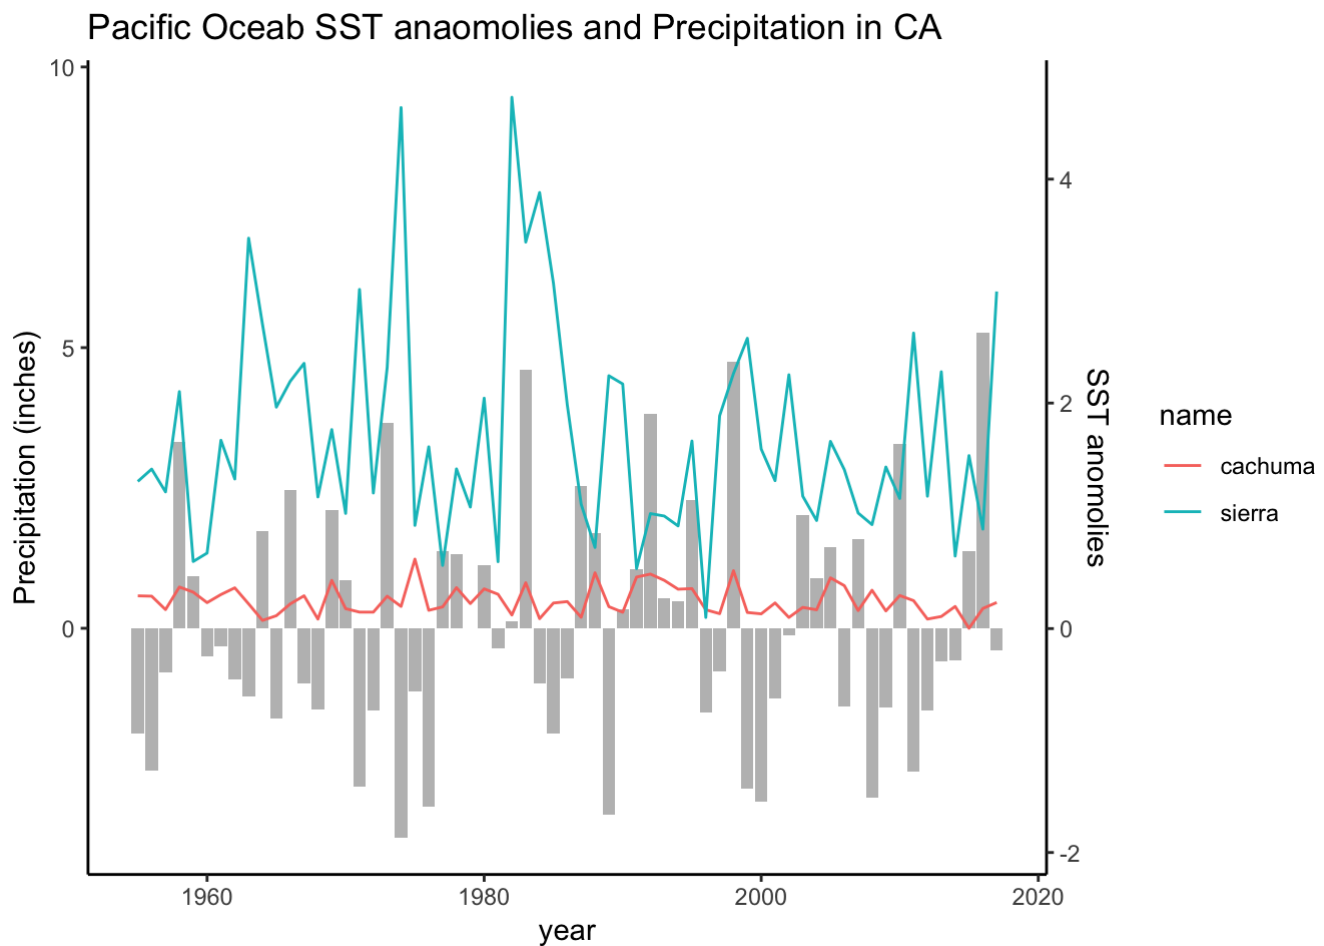 Pacific Oceab SST anaomolies and Precipitation in CA
10
5
0
Precipitation (inches)
4
2
0
-2
SST anomolies
1960
1980
2000
2020
year
name
cachuma
sierra